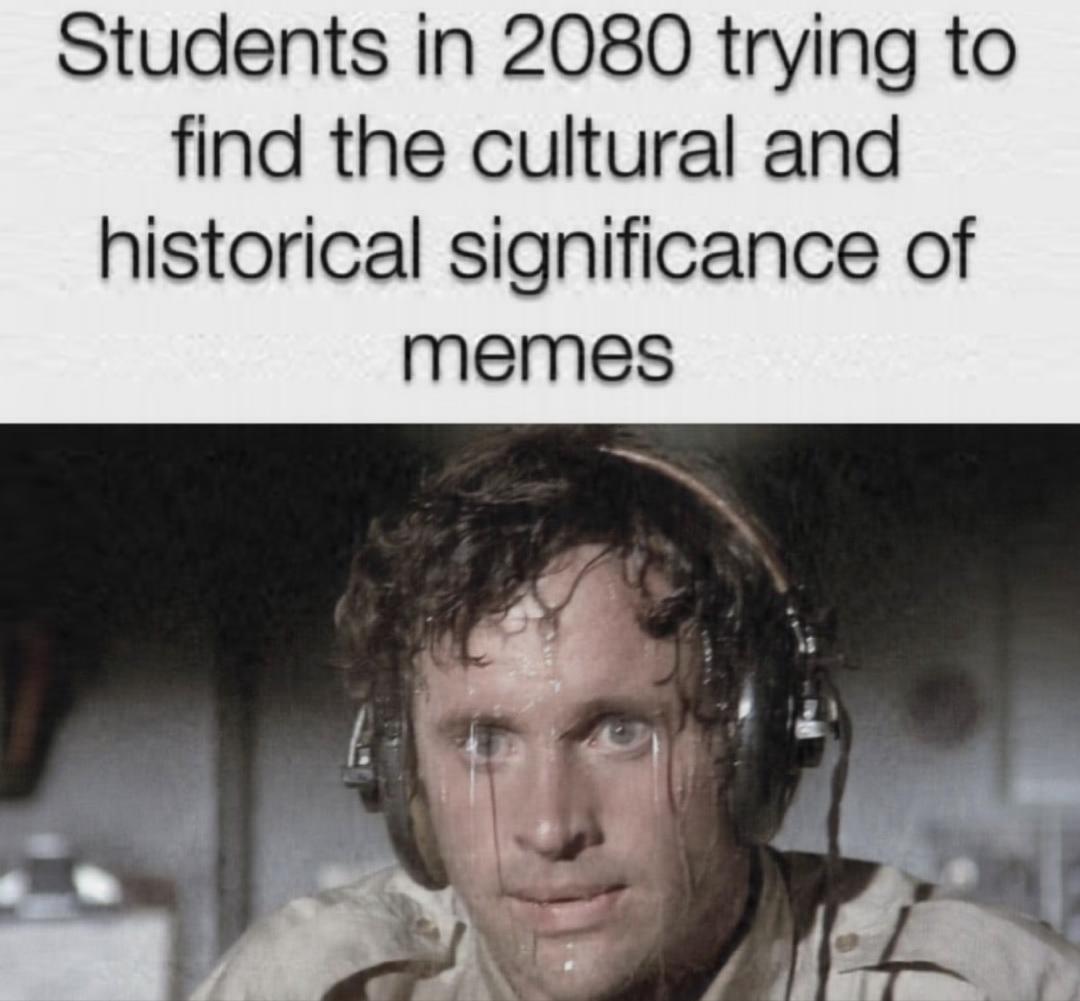 Students in 2080 trying to
find the cultural and
historical significance of
memes